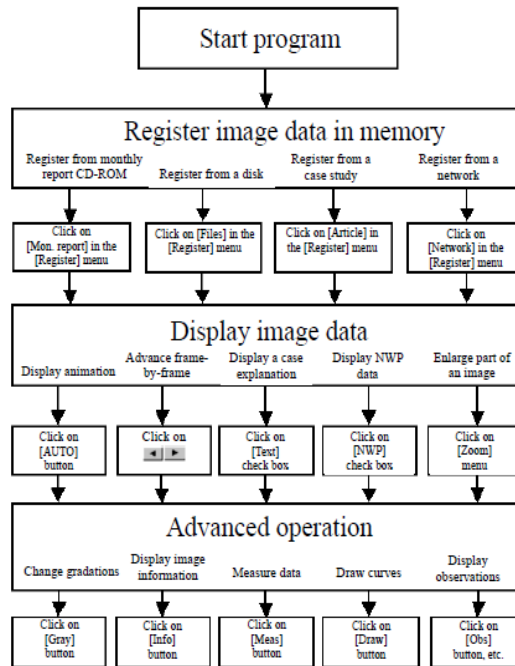 Start program
Register image data in memory
Register from monthly
report CD-ROM
Register from a disk
Register from a
case study
Register from a
network
Click on
[Mon. report] in the
[Register] menu
Click on [Files] in the
[Register] menu
Click on [Article] in
the [Register] menu
Click on
[Network] in the
[Register] menu
Display image data
Display animation
Advance frame-
by-frame
Display a case
explanation
Display NWP
data
Enlarge part of
an image
Click on
[AUTO]
button
Click on
Click on
[Text]
check box
Click on
[NWP]
check box
Click on
[Zoom]
menu
Advanced operation
Change gradations
Display image
information
Measure data
Draw curves
Display
observations
Click on
[Gray]
button
Click on
[Info]
button
Click on
[Meas]
button
Click on
[Draw]
button
Click on
[Obs]
button, etc.